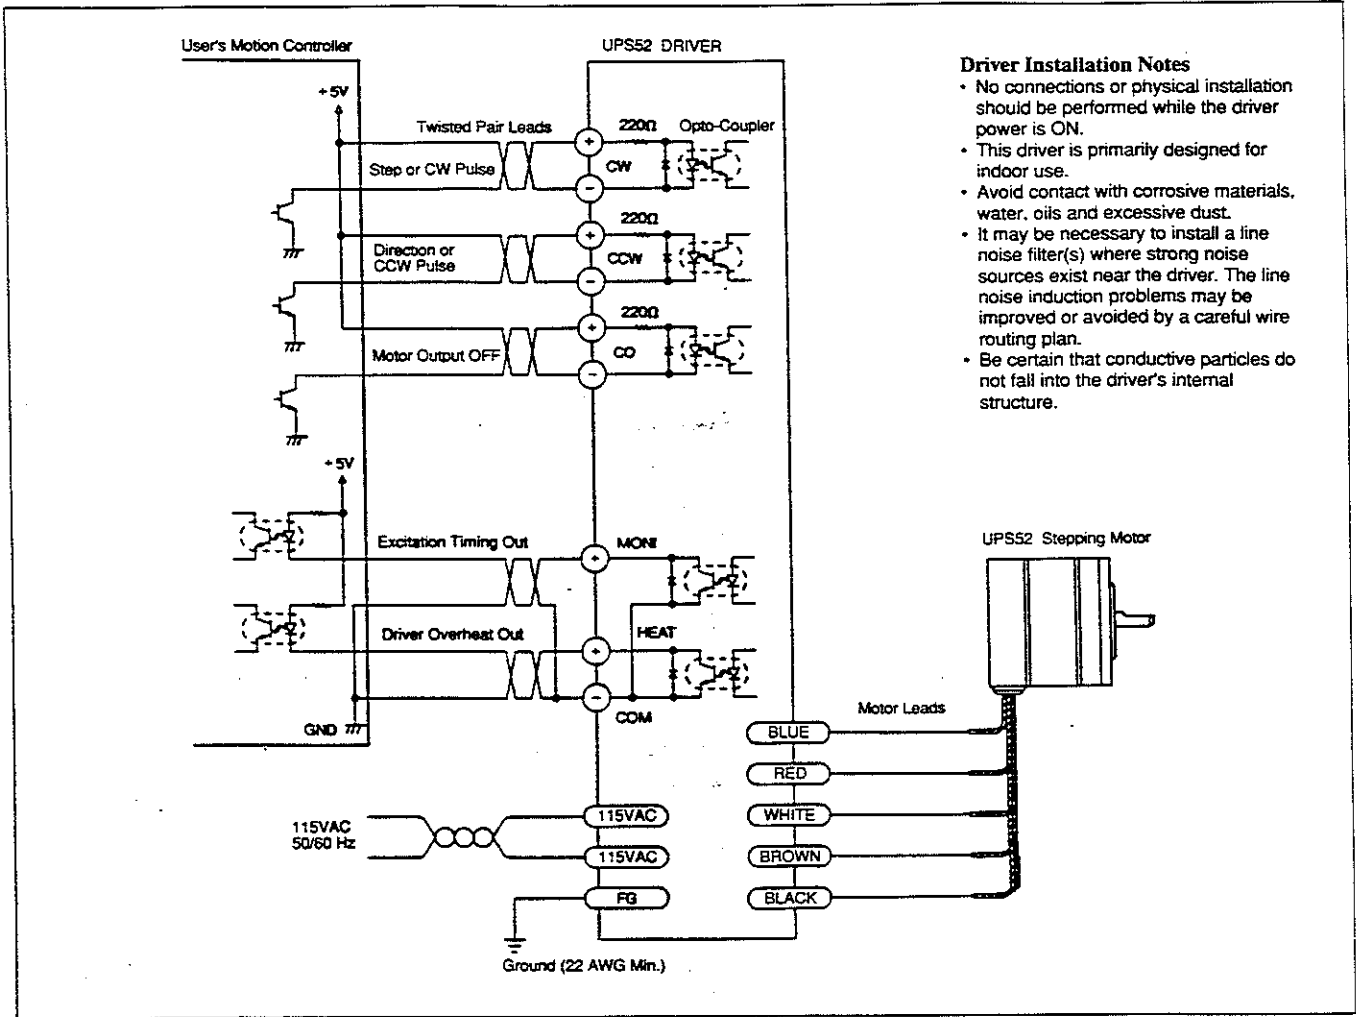 User's Motion Controller
UPS52 DRIVER
+5V
Twisted Pair Leads
220Ω
Opto-Coupler
+
Step or CW Pulse
CW
−
220Ω
+
Direction or
CCW Pulse
CCW
−
220Ω
+
Motor Output OFF
CO
−
+5V
Excitation Timing Out
+
MONI
Driver Overheat Out
HEAT
+
−
COM
GND
115VAC
50/60 Hz
115VAC
115VAC
FG
Ground (22 AWG Min.)
Driver Installation Notes
• No connections or physical installation
should be performed while the driver
power is ON.
• This driver is primarily designed for
indoor use.
• Avoid contact with corrosive materials,
water, oils and excessive dust.
• It may be necessary to install a line
noise filter(s) where strong noise
sources exist near the driver. The line
noise induction problems may be
improved or avoided by a careful wire
routing plan.
• Be certain that conductive particles do
not fall into the driver's internal
structure.
UPS52 Stepping Motor
Motor Leads
BLUE
RED
WHITE
BROWN
BLACK